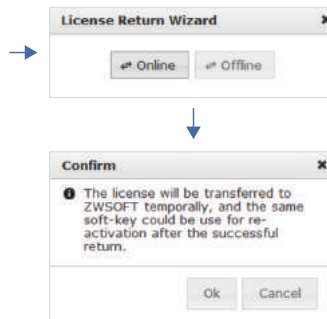 License Return Wizard
Online Offline
Confirm
The license will be transferred to
ZWSOFT temporally, and the same
soft-key could be use for re-
activation after the successful
return.
Ok Cancel